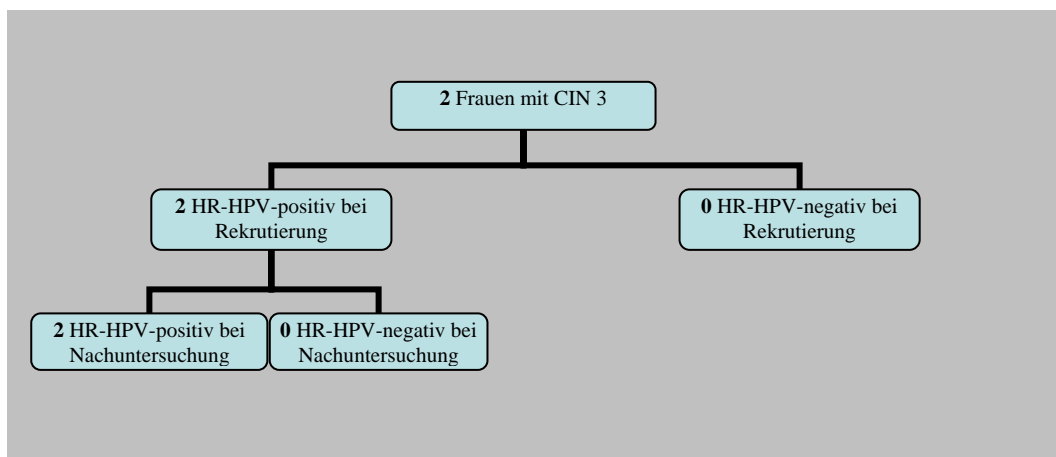 2 Frauen mit CIN 3
2 HR-HPV-positiv bei
Rekrutierung
0 HR-HPV-negativ bei
Rekrutierung
2 HR-HPV-positiv bei
Nachuntersuchung
0 HR-HPV-negativ bei
Nachuntersuchung